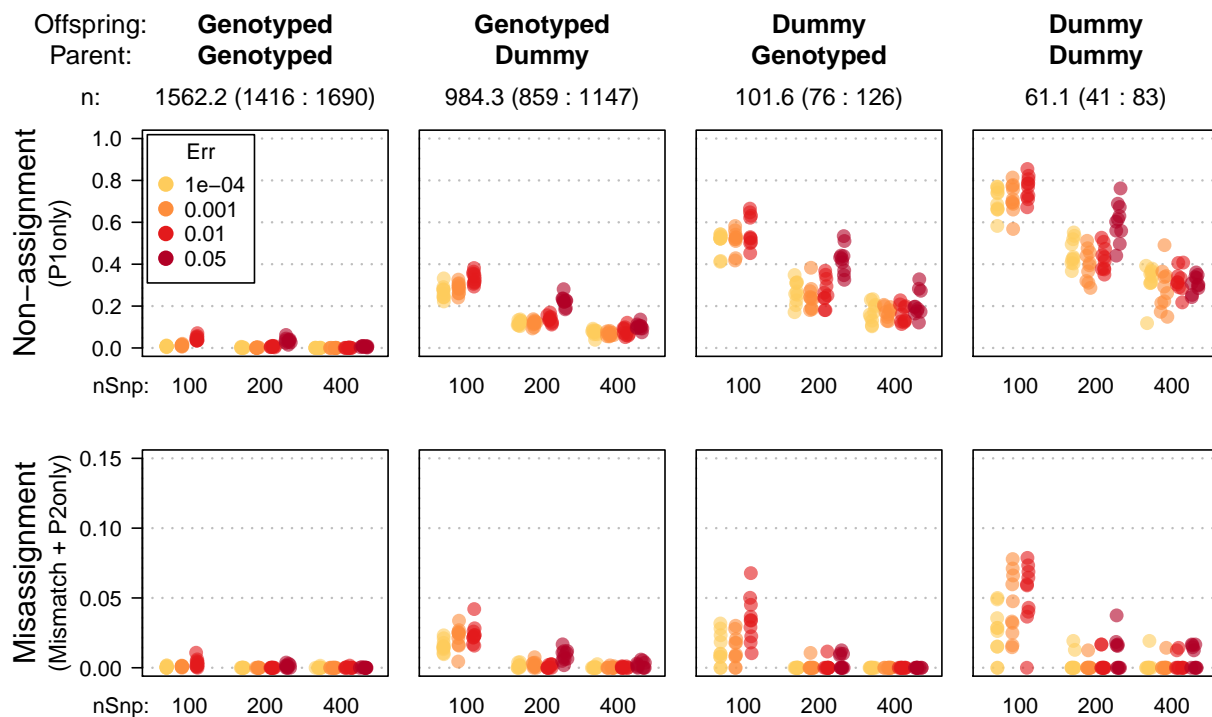 Offspring: Genotyped Genotyped Dummy Dummy
Parent: Genotyped Dummy Genotyped Dummy
n: 1562.2 (1416 : 1690) 984.3 (859 : 1147) 101.6 (76 : 126) 61.1 (41 : 83)
Non−assignment
(P1only)
1.0
0.8
0.6
0.4
0.2
0.0
Err
1e−04
0.001
0.01
0.05
nSnp: 100 200 400 100 200 400 100 200 400 100 200 400
Misassignment
(Mismatch + P2only)
0.15
0.10
0.05
0.00
nSnp: 100 200 400 100 200 400 100 200 400 100 200 400